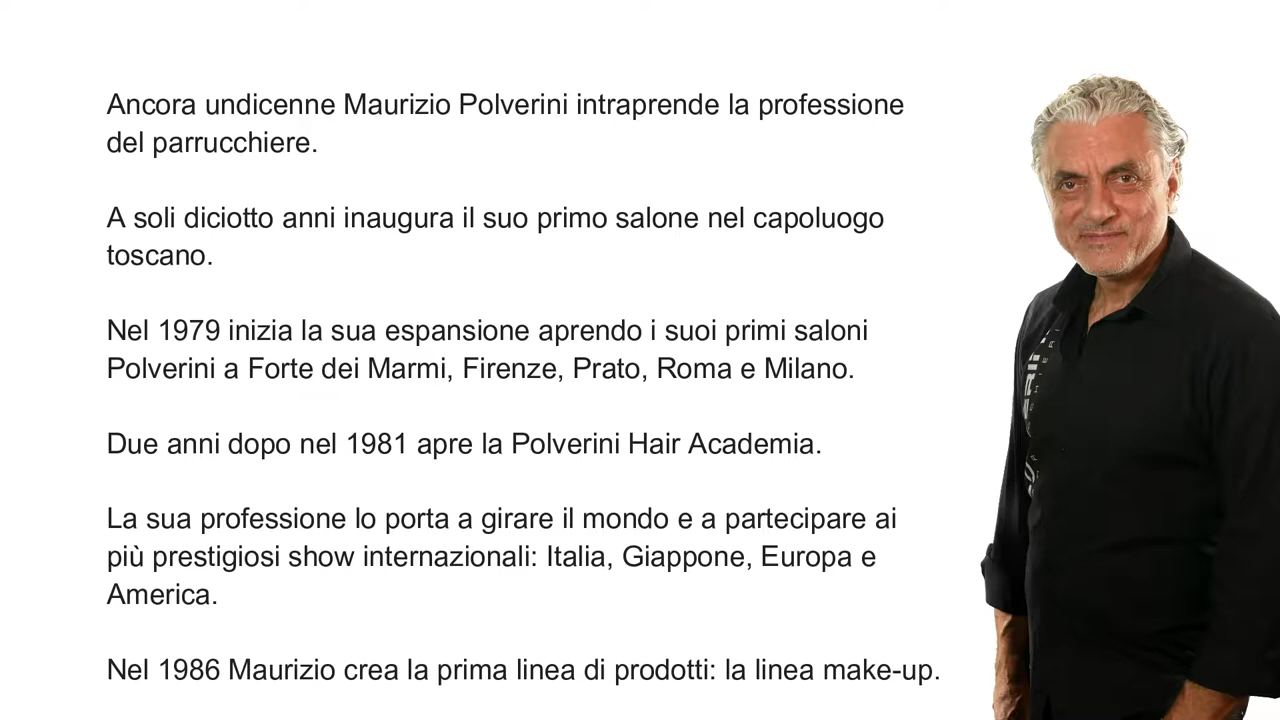 Ancora undicenne Maurizio Polverini intraprende la professione
del parrucchiere.
A soli diciotto anni inaugura il suo primo salone nel capoluogo
toscano.
Nel 1979 inizia la sua espansione aprendo i suoi primi saloni
Polverini a Forte dei Marmi, Firenze, Prato, Roma e Milano.
Due anni dopo nel 1981 apre la Polverini Hair Academia.
La sua professione lo porta a girare il mondo e a partecipare ai
più prestigiosi show internazionali: Italia, Giappone, Europa e
America.
Nel 1986 Maurizio crea la prima linea di prodotti: la linea make-up.